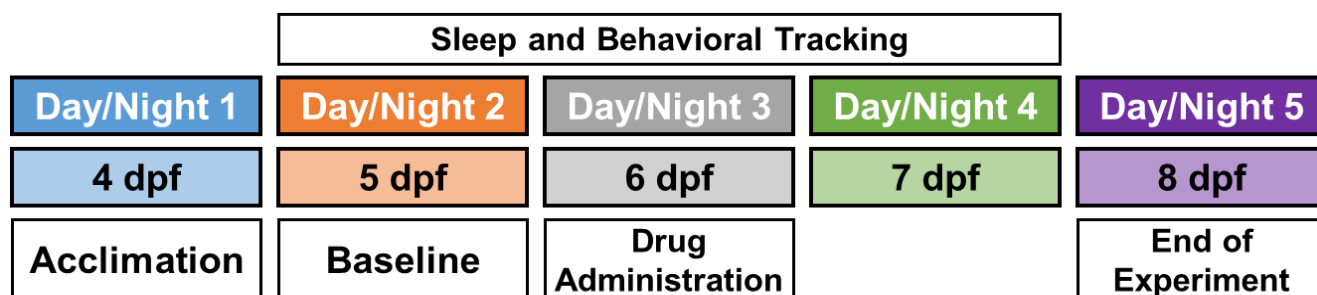 Sleep and Behavioral Tracking
Day/Night 1
Day/Night 2
Day/Night 3
Day/Night 4
Day/Night 5
4 dpf
5 dpf
6 dpf
7 dpf
8 dpf
Acclimation
Baseline
Drug
Administration
End of
Experiment